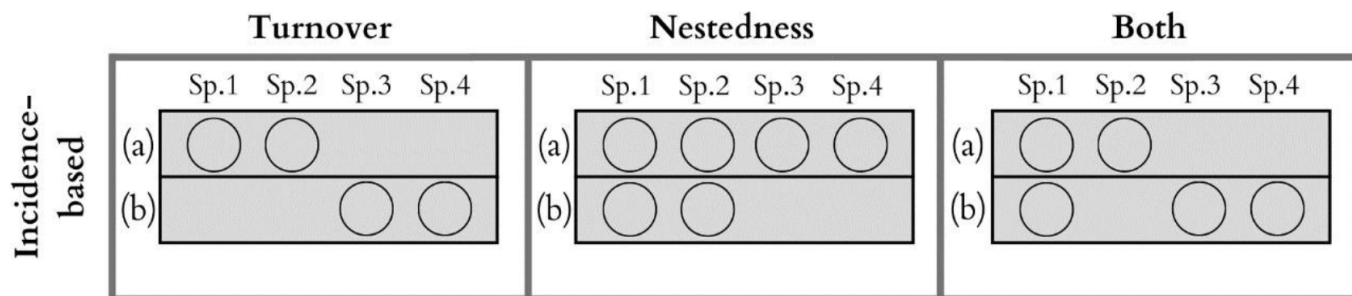 Turnover Nestedness Both
Incidence-
based
Sp.1 Sp.2 Sp.3 Sp.4 Sp.1 Sp.2 Sp.3 Sp.4 Sp.1 Sp.2 Sp.3 Sp.4
(a) (a) (a)
(b) (b) (b)